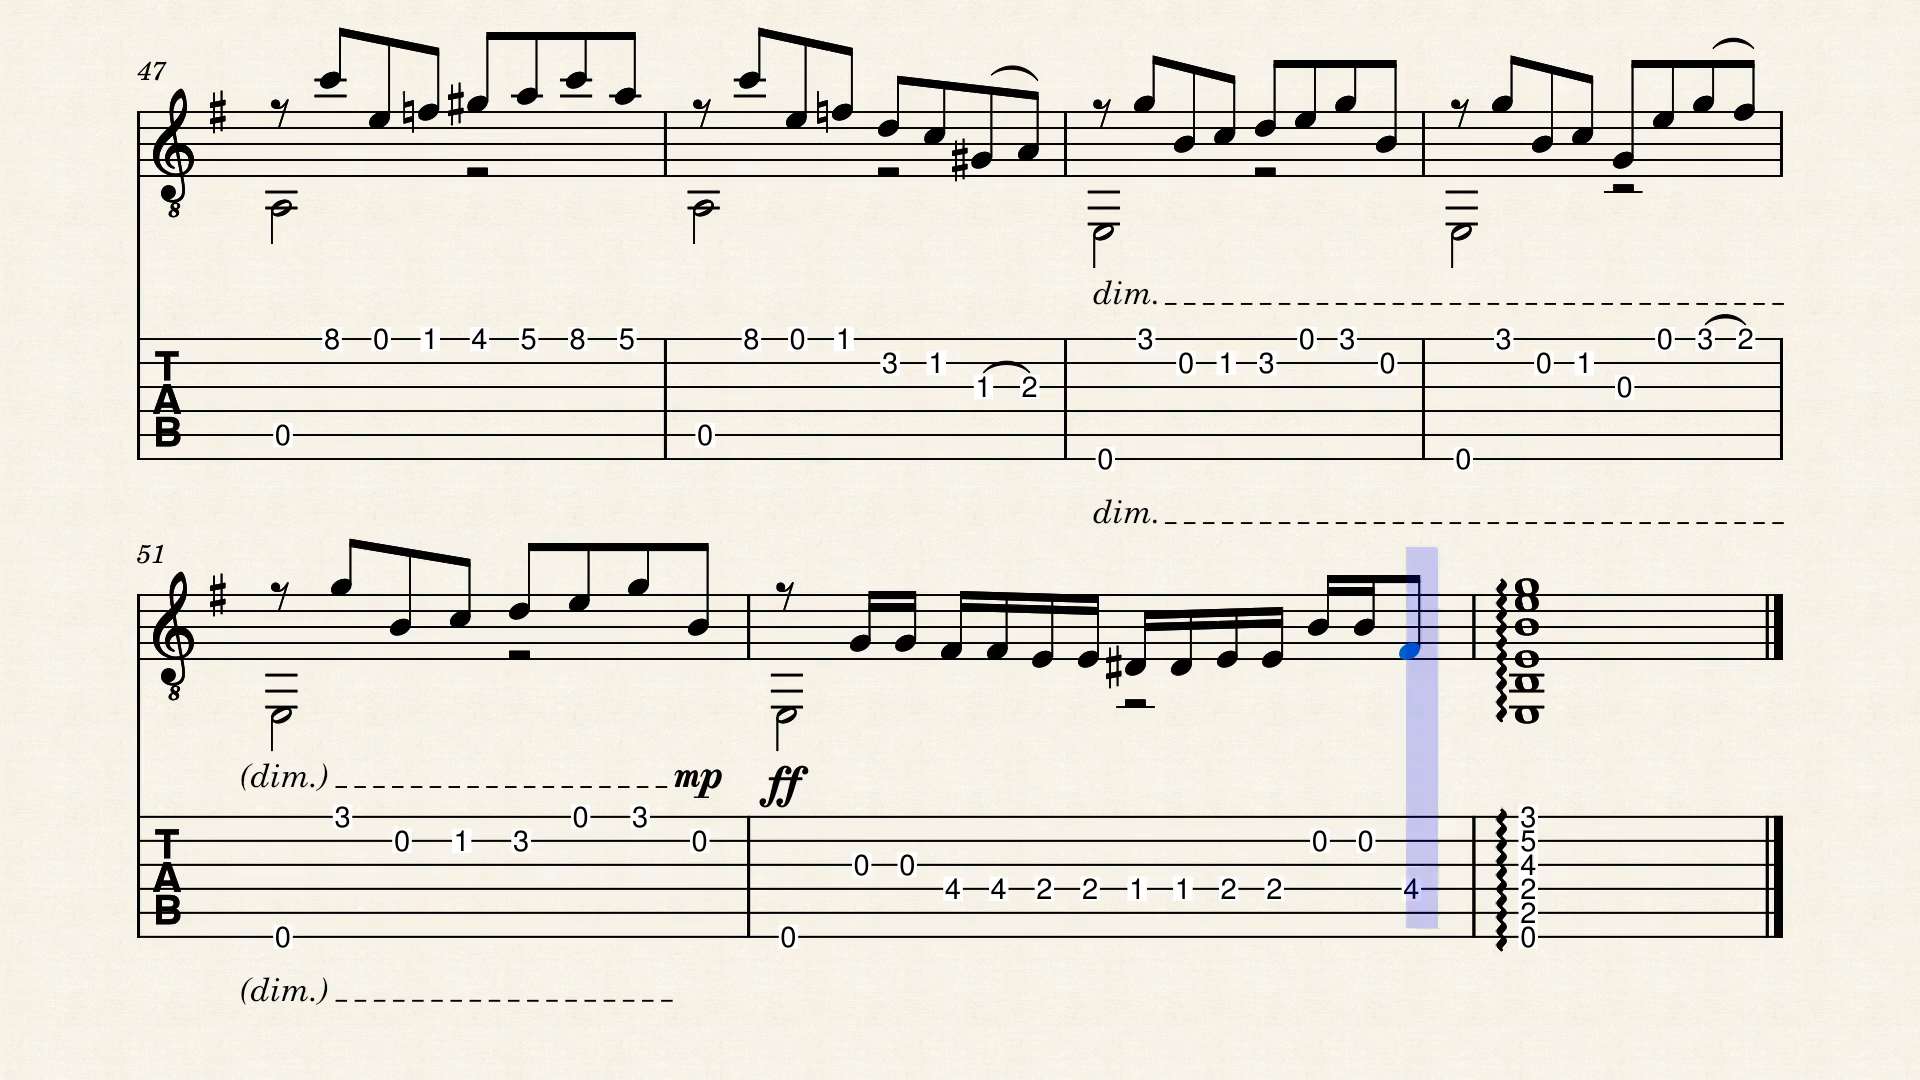 47
8
dim.
8 0 1 4 5 8 5 8 0 1 3 0 3 3 0 3 2
T 3 1 0 1 3 0 0 1
A 1 2 0
B 0 0
0 0
dim.
51
8
(dim.) mp ff
3 0 3 3
T 0 1 3 0 0 0 5
0 0 4
A 4 4 2 2 1 1 2 2 4 2
B 2
0 0 0
(dim.)